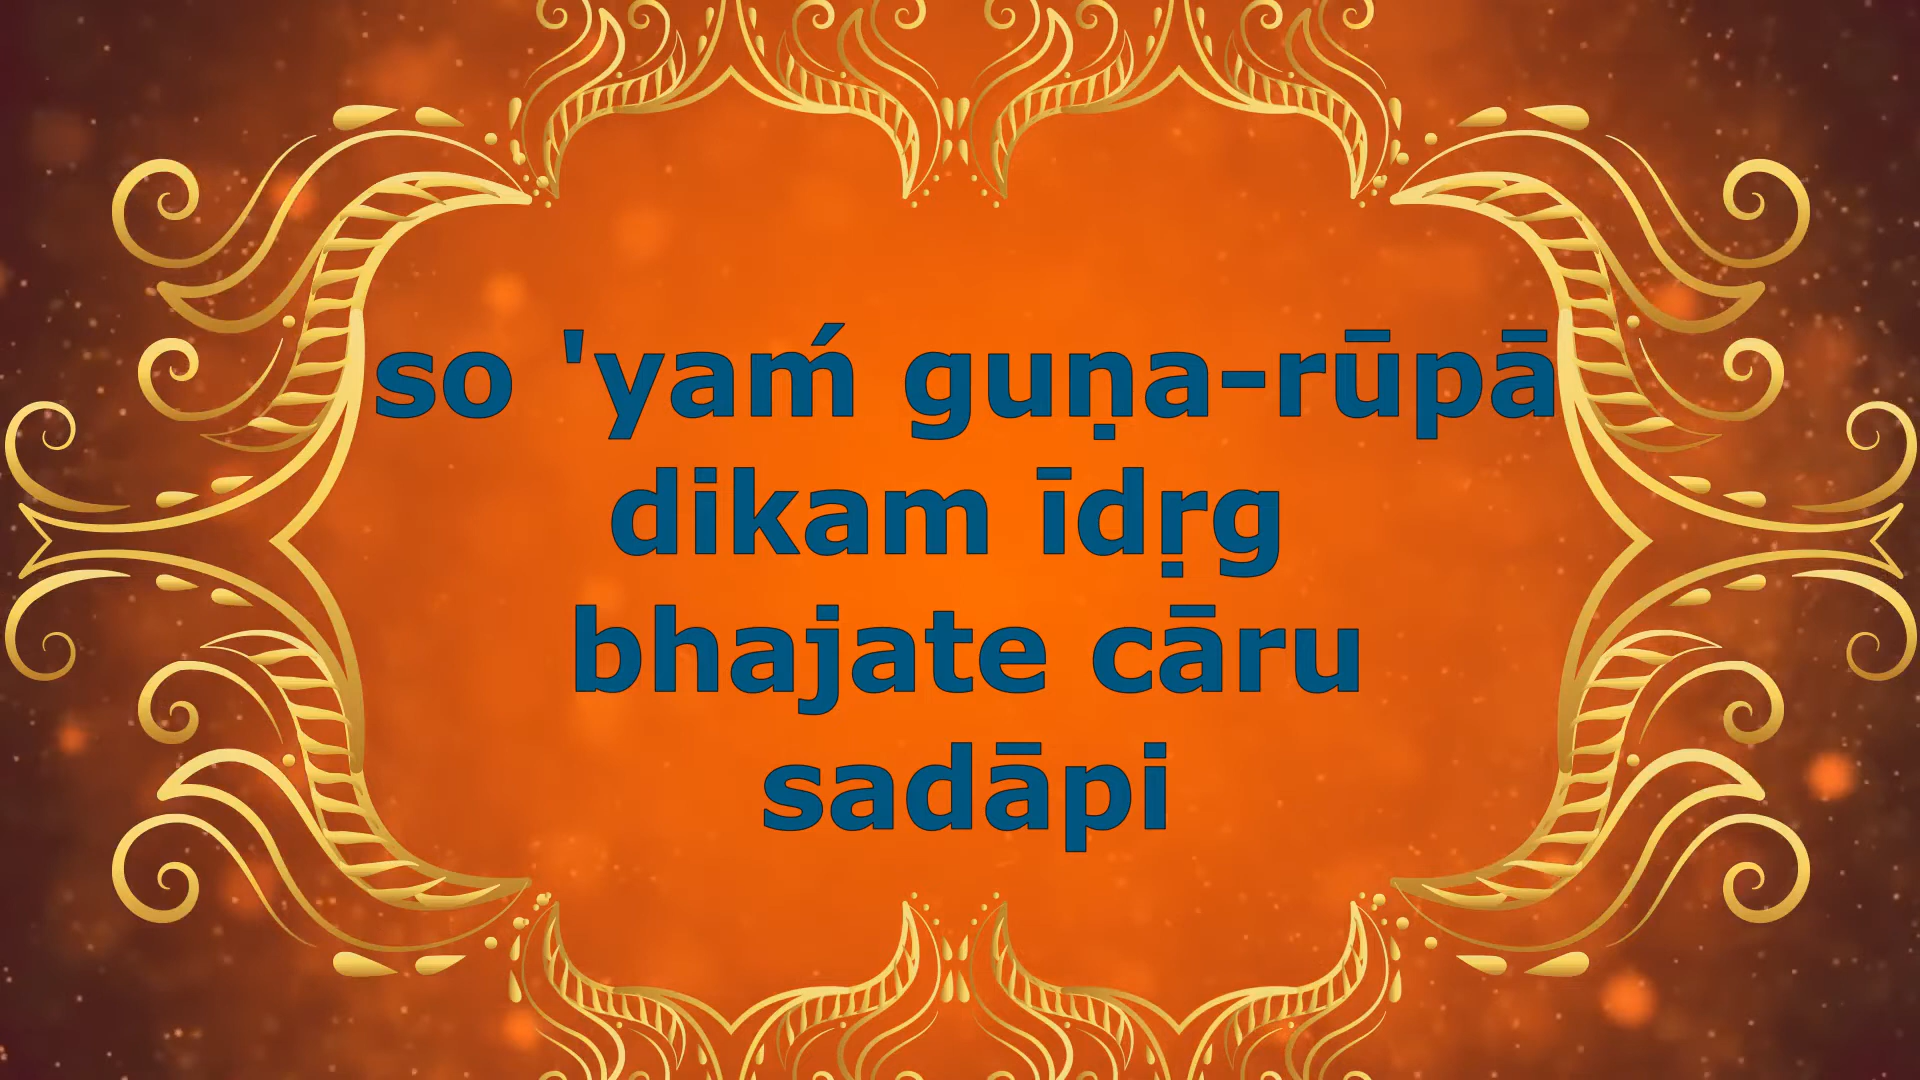 so 'yaḿ guṇa-rūpā
dikam īdṛg
bhajate cāru
sadāpi